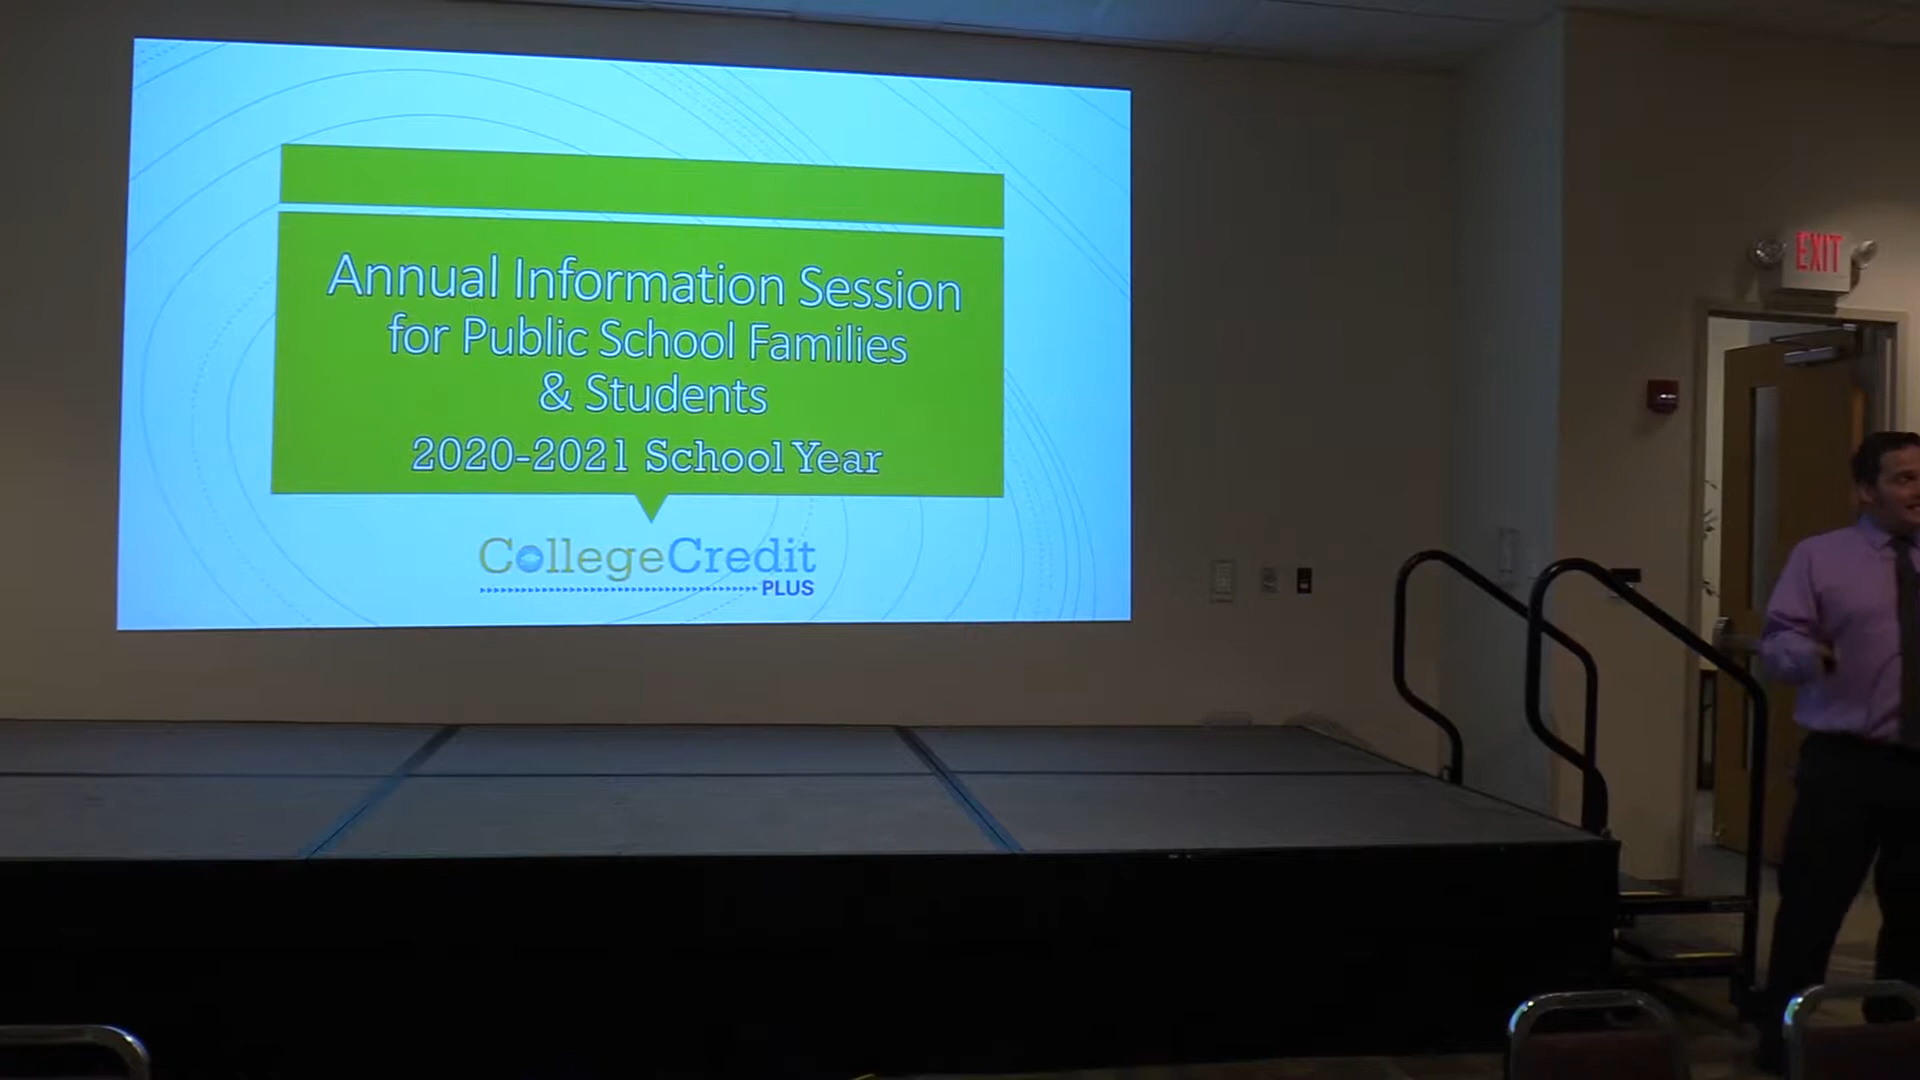 Annual Information Session
for Public School Families
& Students
2020-2021 School Year
CollegeCredit
PLUS
EXIT